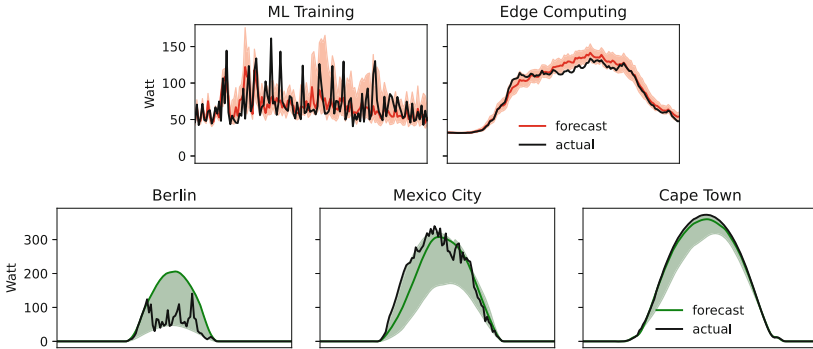 ML Training
Edge Computing
Watt
150
100
50
0
forecast
actual
Berlin
Mexico City
Cape Town
Watt
300
200
100
0
forecast
actual